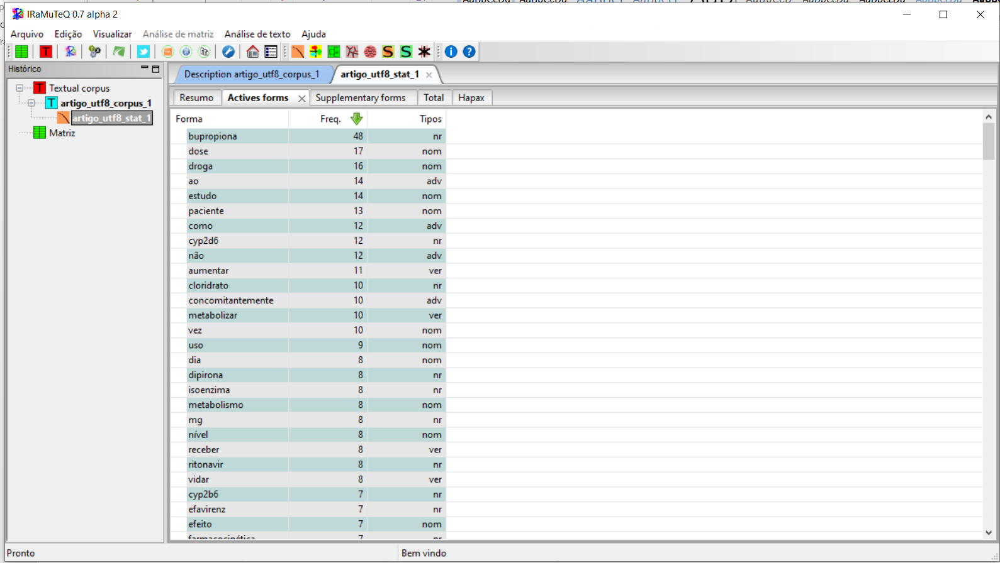 IRaMuTeQ 0.7 alpha 2
Arquivo Edição Visualizar Análise de matriz Análise de texto Ajuda
Histórico
Textual corpus
artigo_utf8_corpus_1
artigo_utf8_stat_1
Matriz
Description artigo_utf8_corpus_1 artigo_utf8_stat_1
Resumo Actives forms Supplementary forms Total Hapax
Forma Freq. Tipos
bupropiona 48 nr
dose 17 nom
droga 16 nom
ao 14 adv
estudo 14 nom
paciente 13 nom
como 12 adv
cyp2d6 12 nr
não 12 adv
aumentar 11 ver
cloridrato 10 nr
concomitantemente 10 adv
metabolizar 10 ver
vez 10 nom
uso 9 nom
dia 8 nom
dipirona 8 nr
isoenzima 8 nr
metabolismo 8 nom
mg 8 nr
nível 8 nom
receber 8 ver
ritonavir 8 nr
vidar 8 ver
cyp2b6 7 nr
efavirenz 7 nr
efeito 7 nom
farmacocinética 7 nr
Pronto Bem vindo